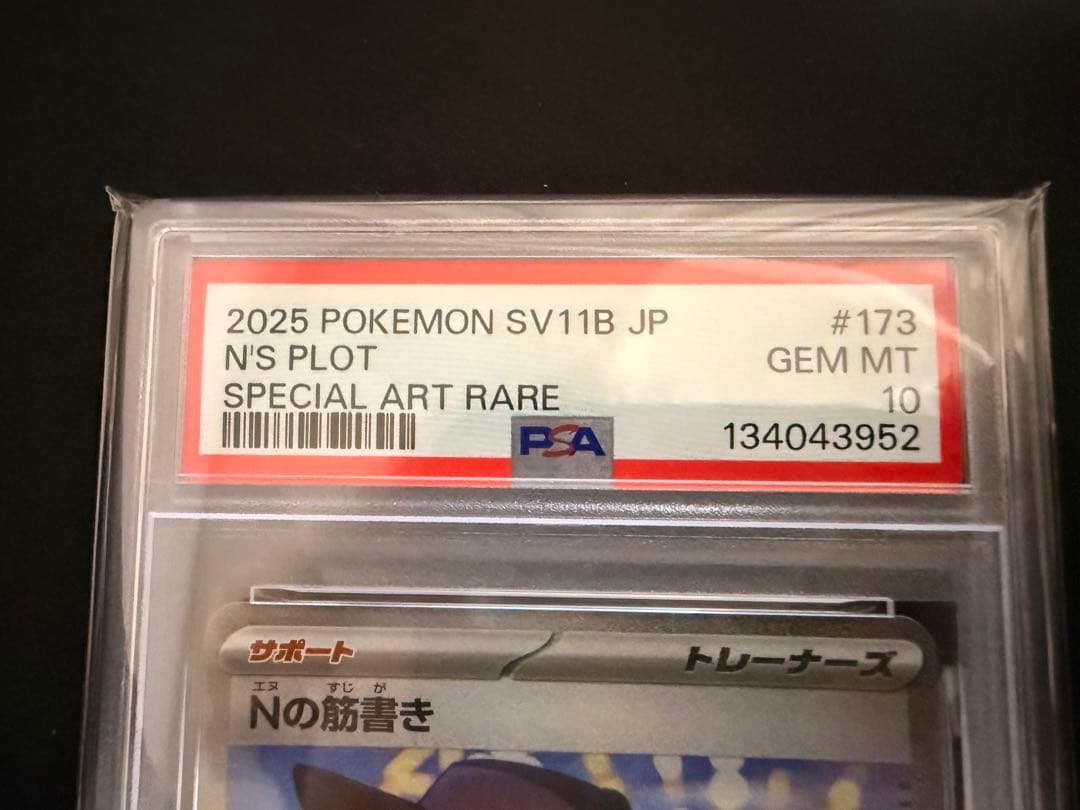 2025 POKEMON SV11B JP #173
N'S PLOT GEM MT
SPECIAL ART RARE 10
PSA 134043952
サポート トレーナーズ
エヌ すじ が
Nの筋書き